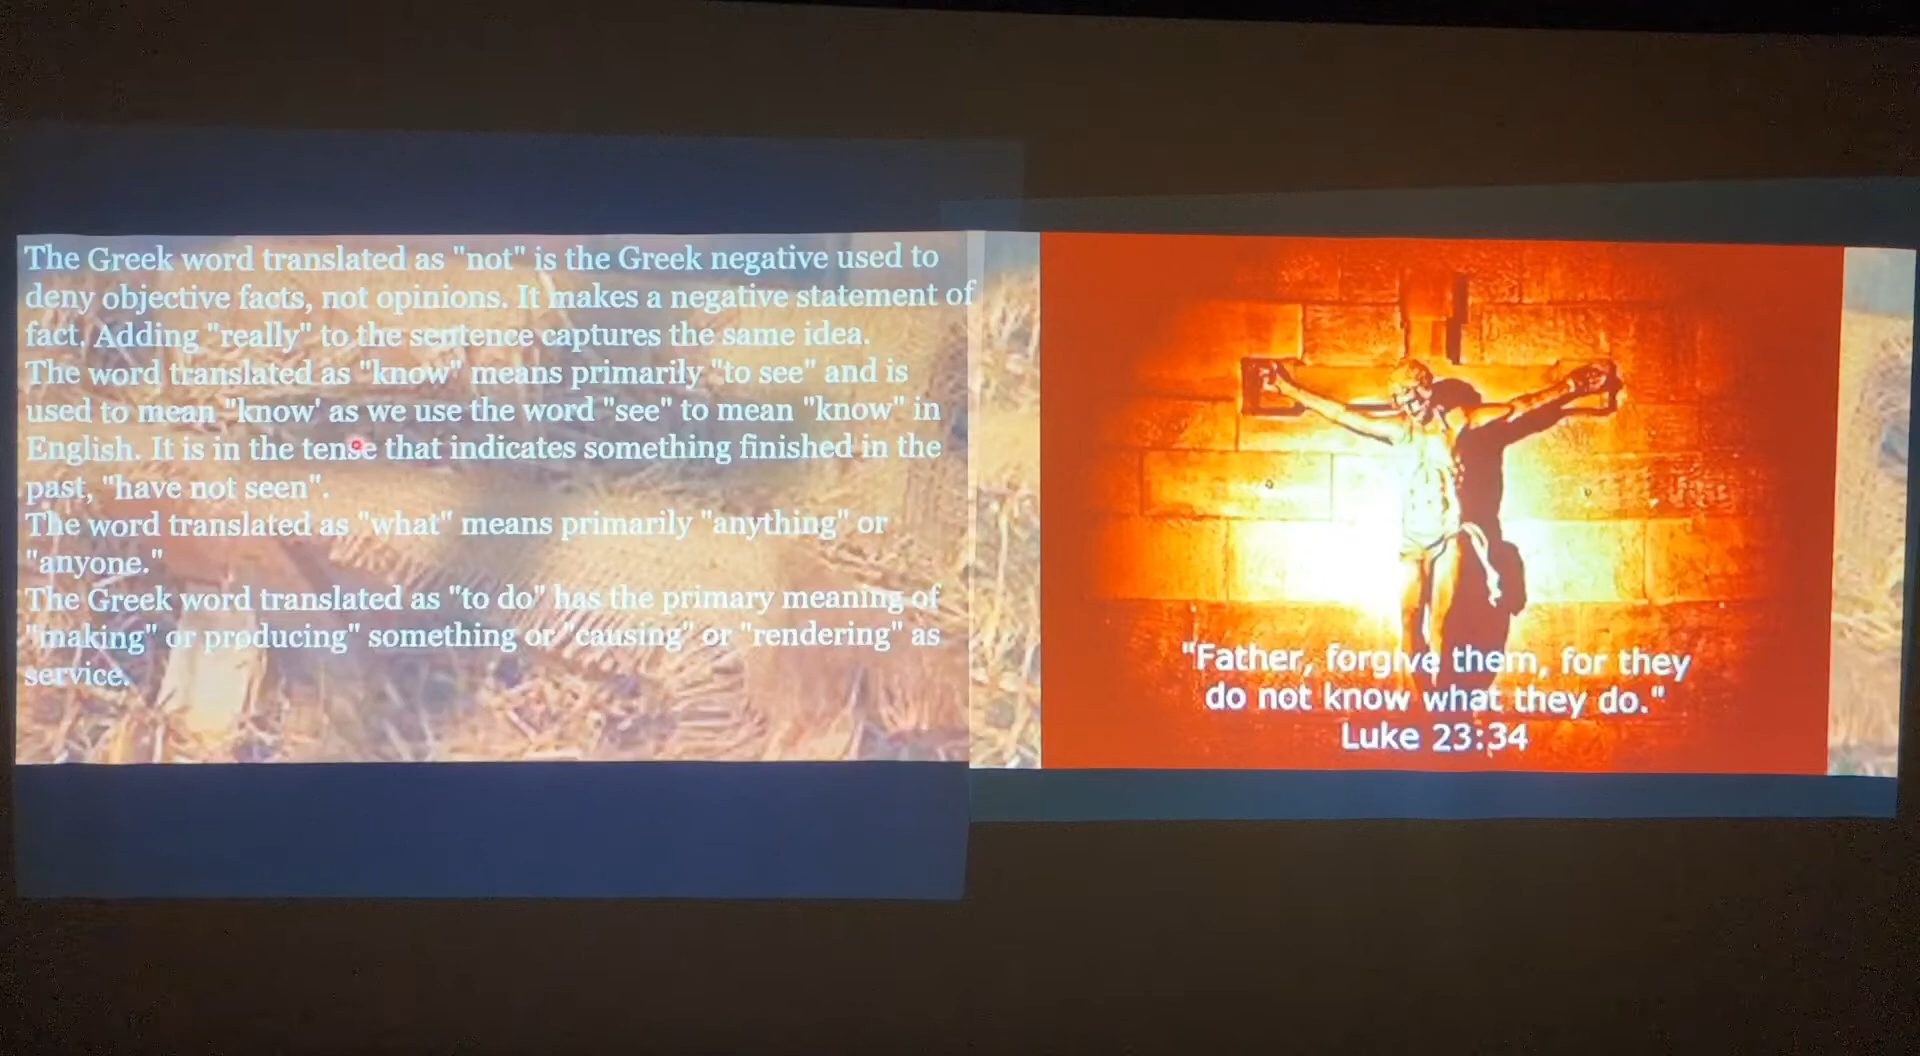 The Greek word translated as "not" is the Greek negative used to
deny objective facts, not opinions. It makes a negative statement of
fact. Adding "really" to the sentence captures the same idea.
The word translated as "know" means primarily "to see" and is
used to mean "know' as we use the word "see" to mean "know" in
English. It is in the tense that indicates something finished in the
past, "have not seen".
The word translated as "what" means primarily "anything" or
"anyone."
The Greek word translated as "to do" has the primary meaning of
"making" or producing" something or "causing" or "rendering" as
service.
"Father, forgive them, for they
do not know what they do."
Luke 23:34